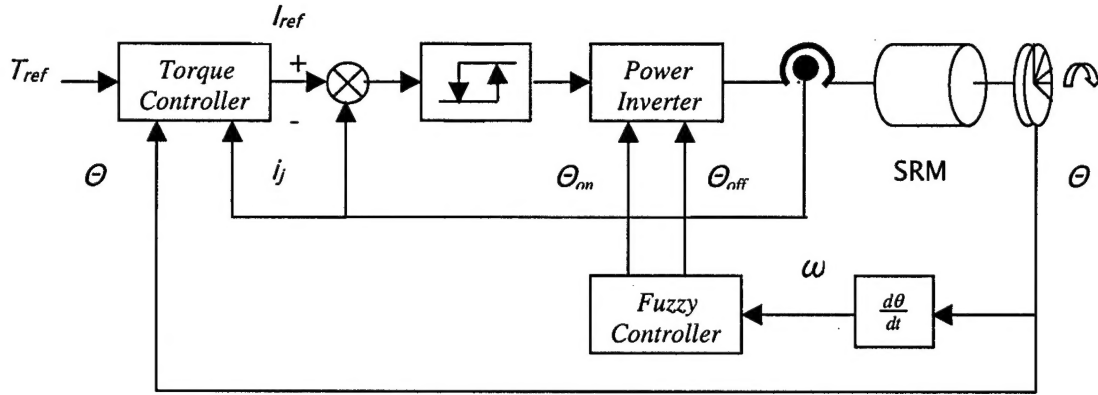 I_ref
T_ref
Torque Controller
+
-
Power Inverter
Θ
i_j
Θ_on
Θ_off
SRM
Θ
ω
Fuzzy Controller
dθ/dt